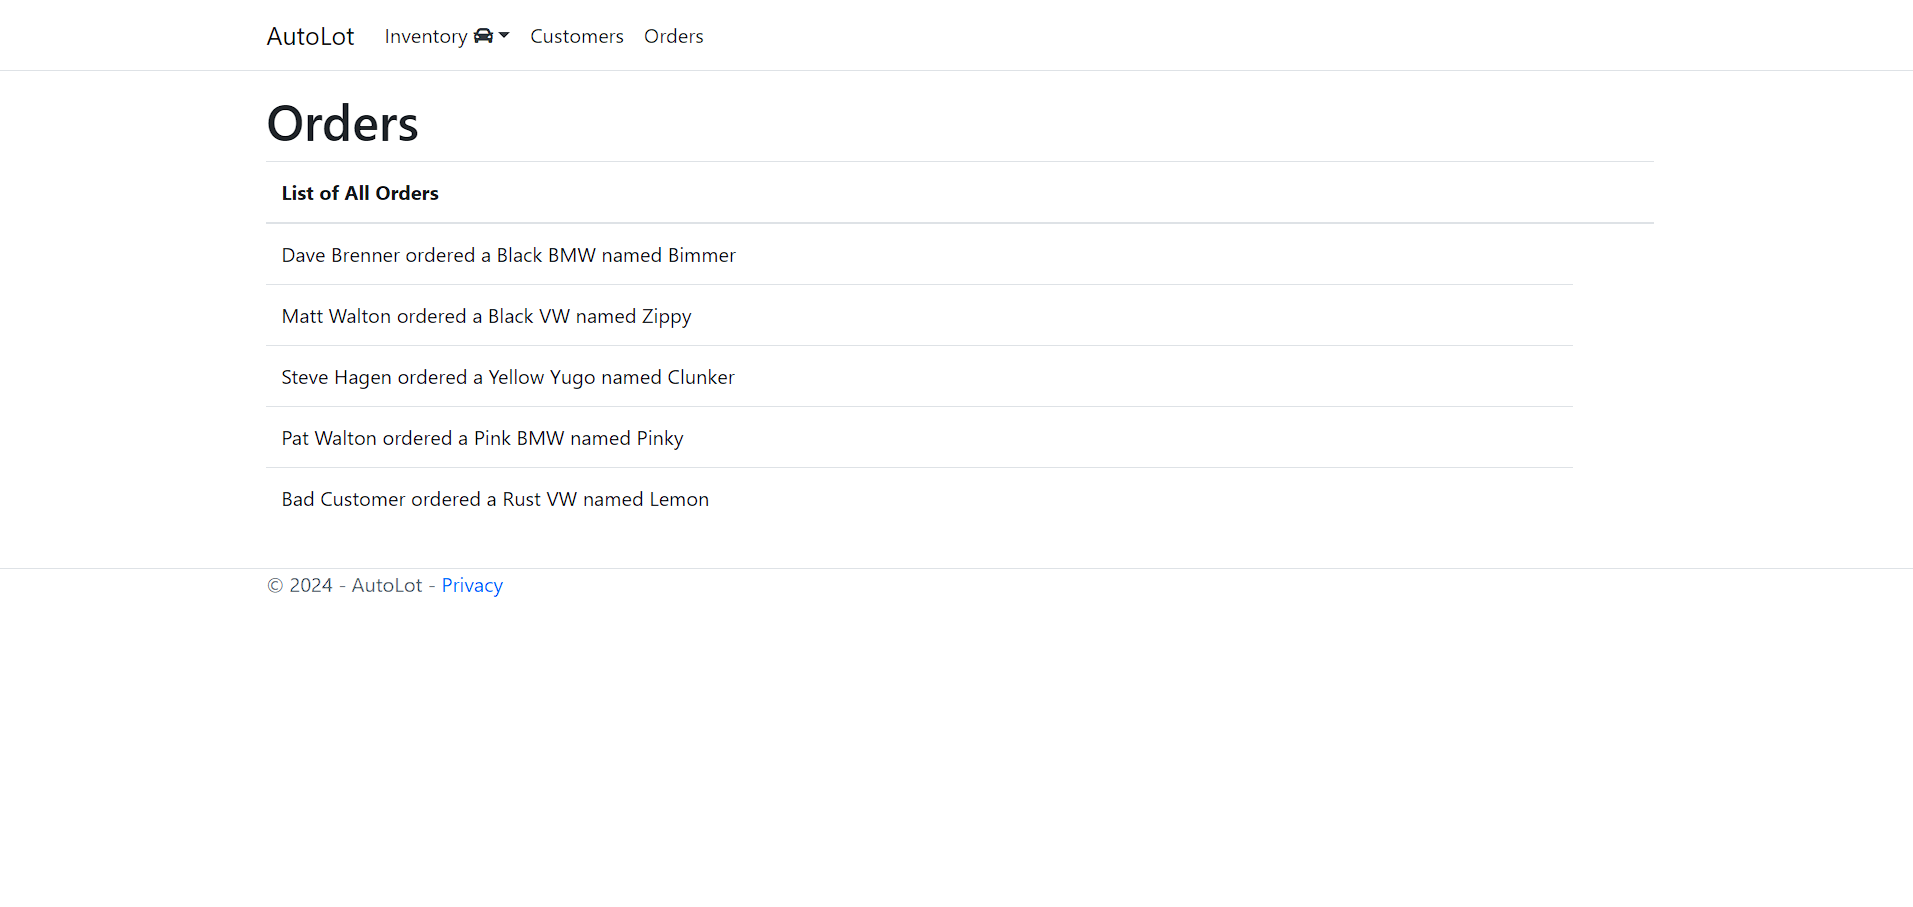 AutoLot Inventory Customers Orders
Orders
List of All Orders
Dave Brenner ordered a Black BMW named Bimmer
Matt Walton ordered a Black VW named Zippy
Steve Hagen ordered a Yellow Yugo named Clunker
Pat Walton ordered a Pink BMW named Pinky
Bad Customer ordered a Rust VW named Lemon
© 2024 - AutoLot - Privacy